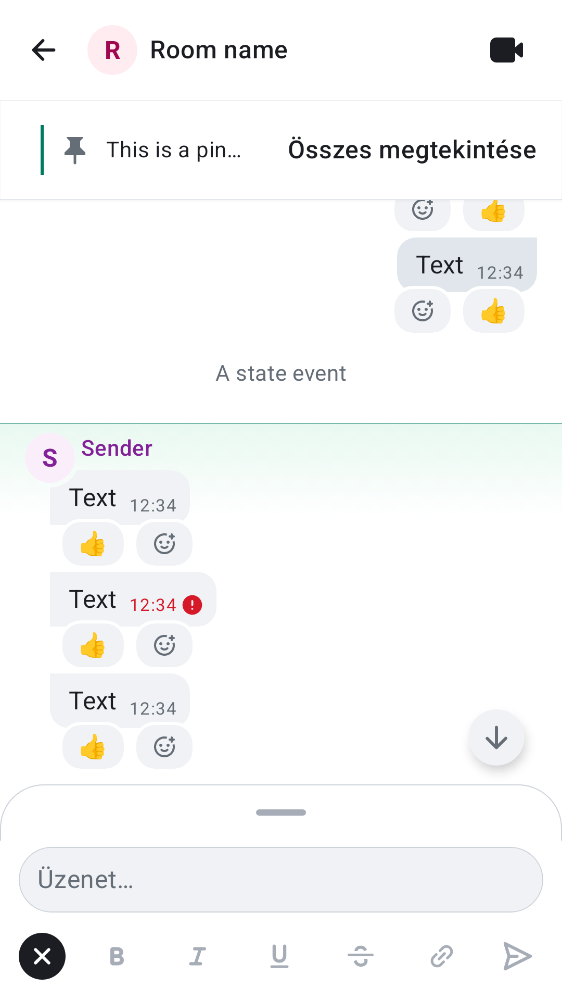 R Room name
This is a pin… Összes megtekintése
Text 12:34
A state event
S Sender
Text 12:34
Text 12:34
Text 12:34
Üzenet…
B I U S